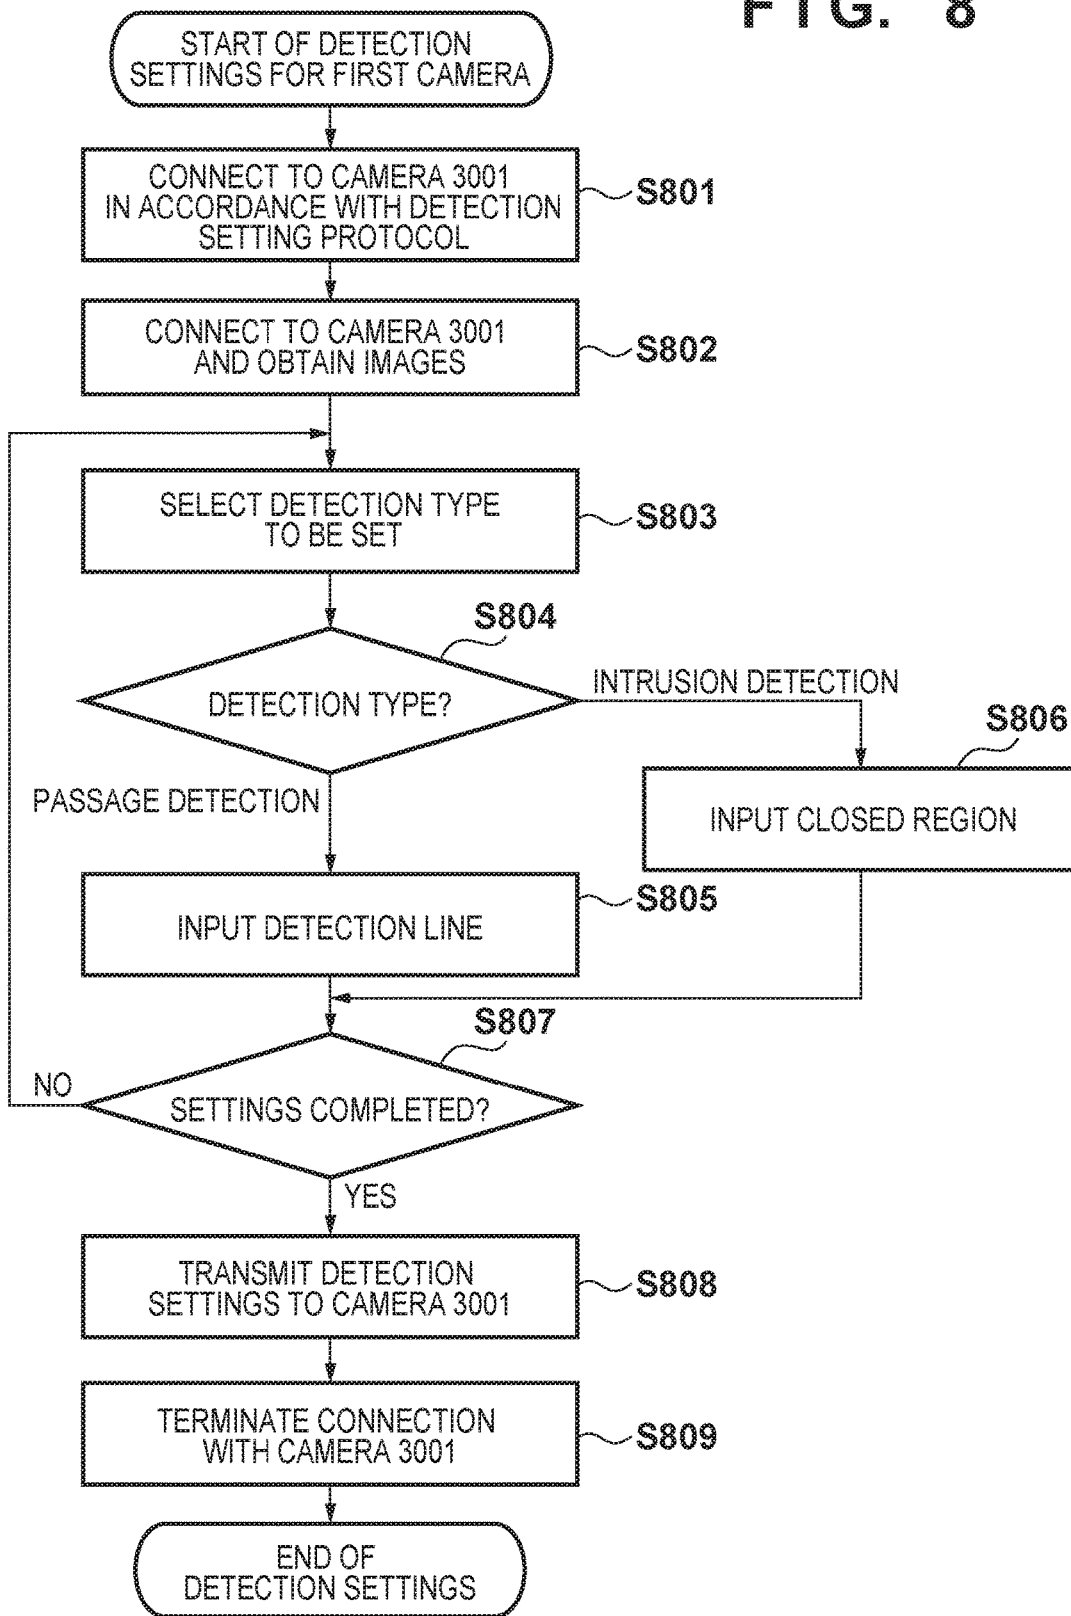 FIG. 8
START OF DETECTION
SETTINGS FOR FIRST CAMERA
CONNECT TO CAMERA 3001
IN ACCORDANCE WITH DETECTION
SETTING PROTOCOL
S801
CONNECT TO CAMERA 3001
AND OBTAIN IMAGES
S802
SELECT DETECTION TYPE
TO BE SET
S803
S804
DETECTION TYPE?
INTRUSION DETECTION
S806
INPUT CLOSED REGION
PASSAGE DETECTION
INPUT DETECTION LINE
S805
S807
SETTINGS COMPLETED?
NO
YES
TRANSMIT DETECTION
SETTINGS TO CAMERA 3001
S808
TERMINATE CONNECTION
WITH CAMERA 3001
S809
END OF
DETECTION SETTINGS